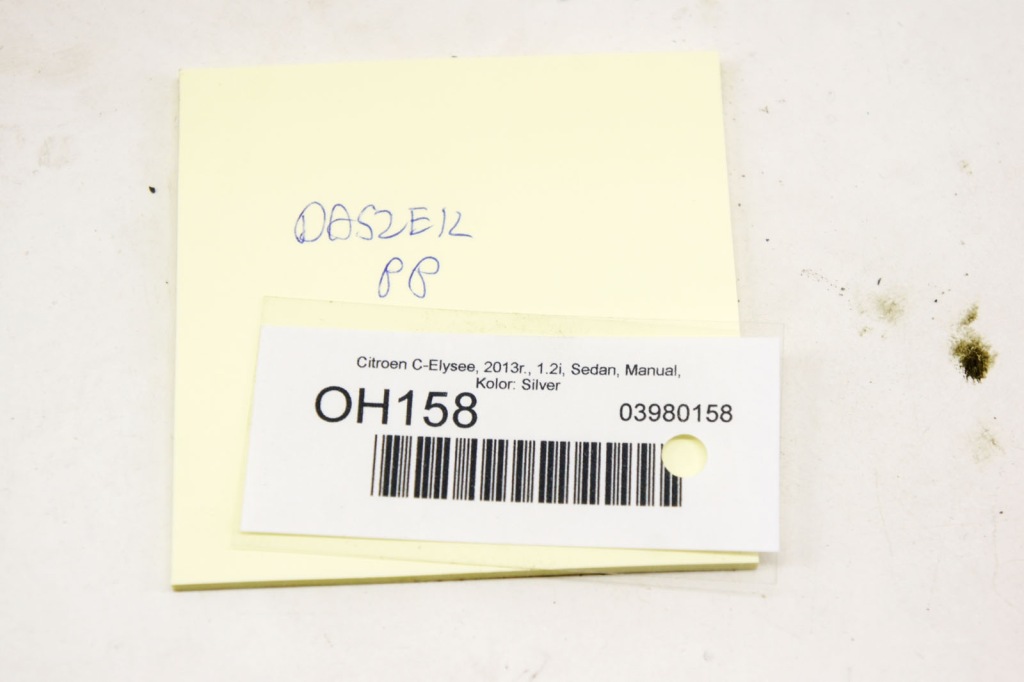 DASZEK
PP
Citroen C-Elysee, 2013r., 1.2i, Sedan, Manual,
Kolor: Silver
OH158
03980158